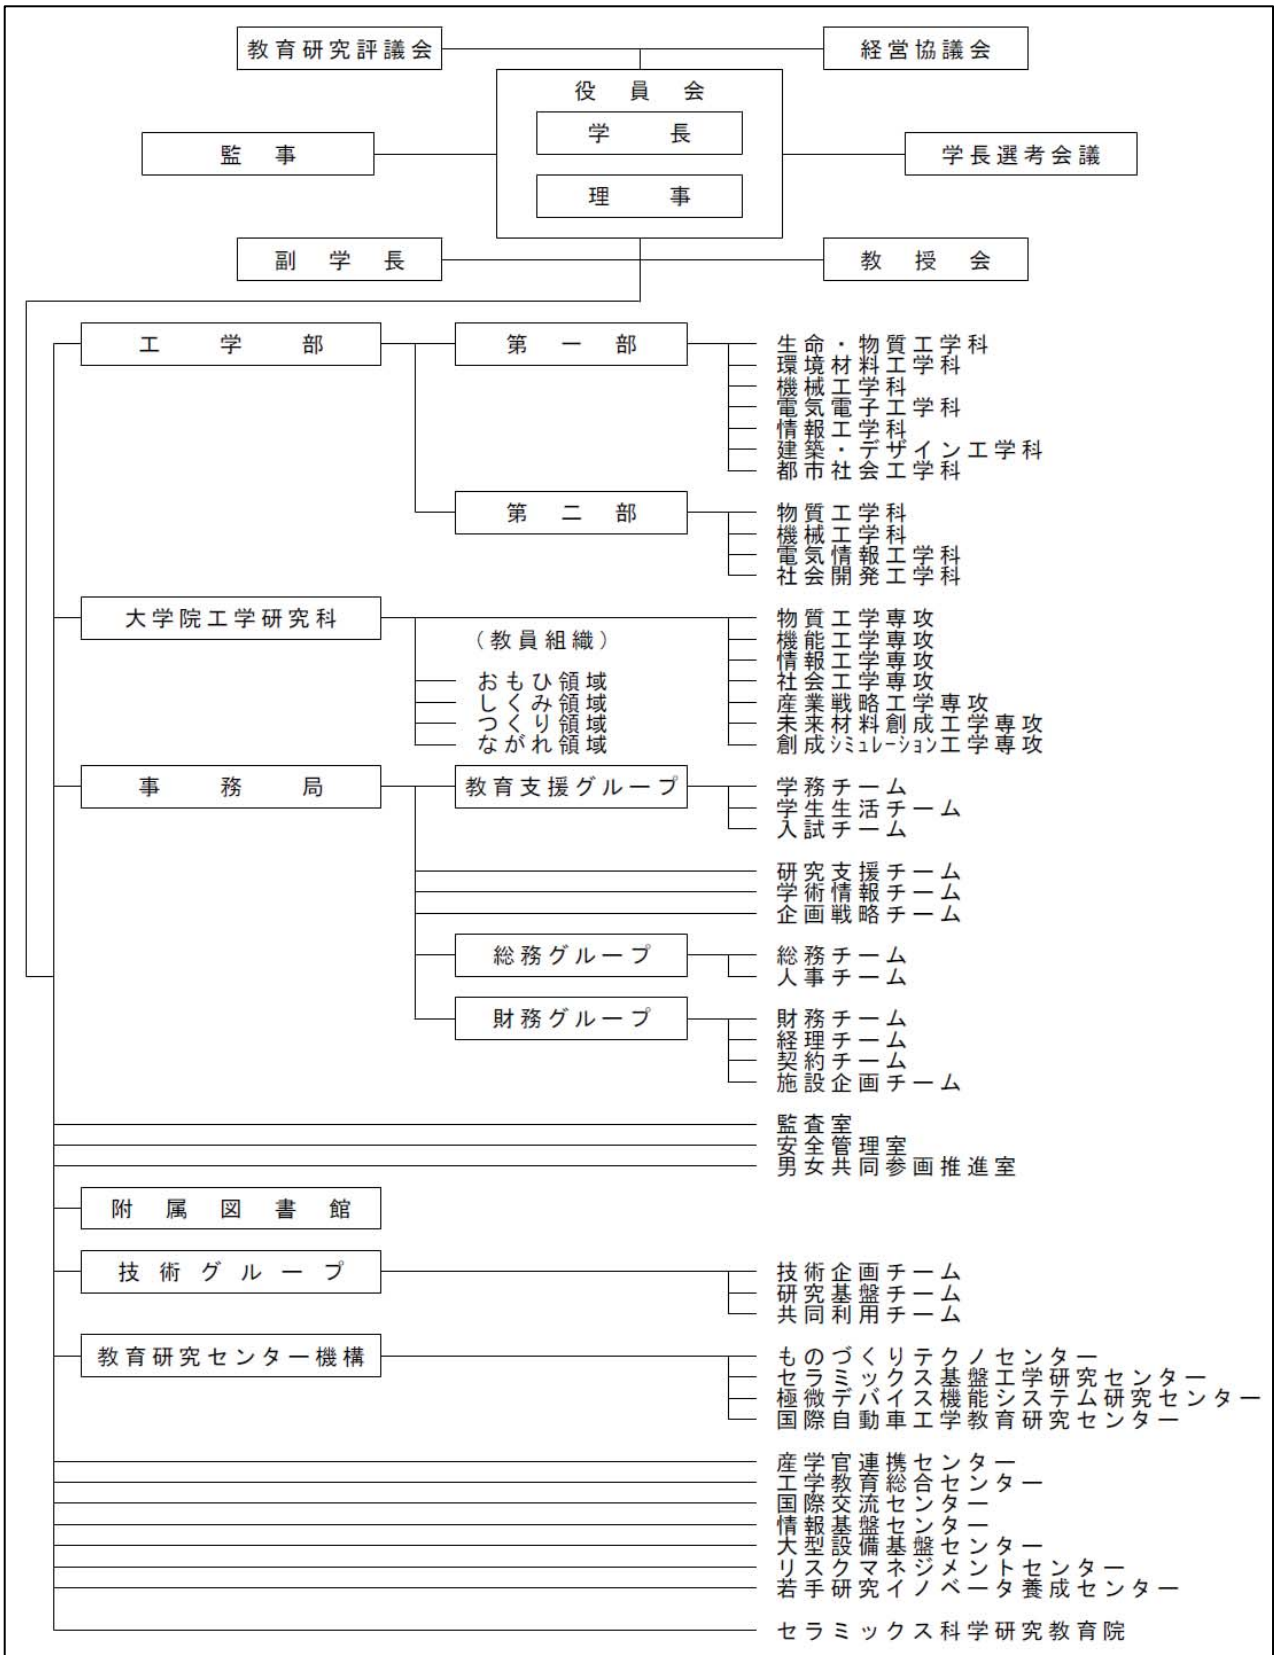 教育研究評議会
経営協議会
役員会
学長
監事
学長選考会議
理事
副学長
教授会
工学部
第一部
生命・物質工学科
環境材料工学科
機械工学科
電気電子工学科
情報工学科
建築・デザイン工学科
都市社会工学科
第二部
物質工学科
機械工学科
電気情報工学科
社会開発工学科
大学院工学研究科
(教員組織)
おもひ領域
しくみ領域
つくり領域
ながれ領域
物質工学専攻
機能工学専攻
情報工学専攻
社会工学専攻
産業戦略工学専攻
未来材料創成工学専攻
創成シミュレーション工学専攻
事務局
教育支援グループ
学務チーム
学生生活チーム
入試チーム
研究支援チーム
学術情報チーム
企画戦略チーム
総務グループ
総務チーム
人事チーム
財務グループ
財務チーム
経理チーム
契約チーム
施設企画チーム
監査室
安全管理室
男女共同参画推進室
附属図書館
技術グループ
技術企画チーム
研究基盤チーム
共同利用チーム
教育研究センター機構
ものづくりテクノセンター
セラミックス基盤工学研究センター
極微デバイス機能システム研究センター
国際自動車工学教育研究センター
産学官連携センター
工学教育総合センター
国際交流センター
情報基盤センター
大型設備基盤センター
リスクマネジメントセンター
若手研究イノベータ養成センター
セラミックス科学研究教育院